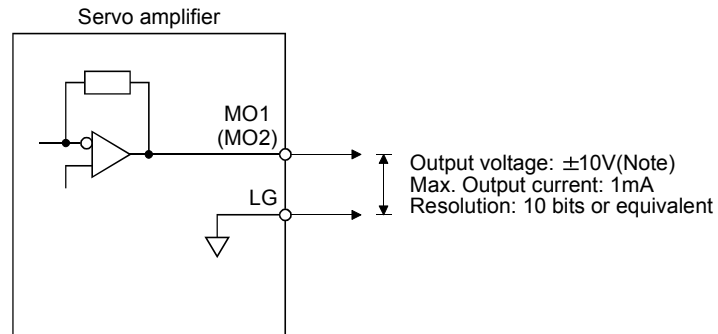 Servo amplifier
MO1
(MO2)
LG
Output voltage: ±10V(Note)
Max. Output current: 1mA
Resolution: 10 bits or equivalent